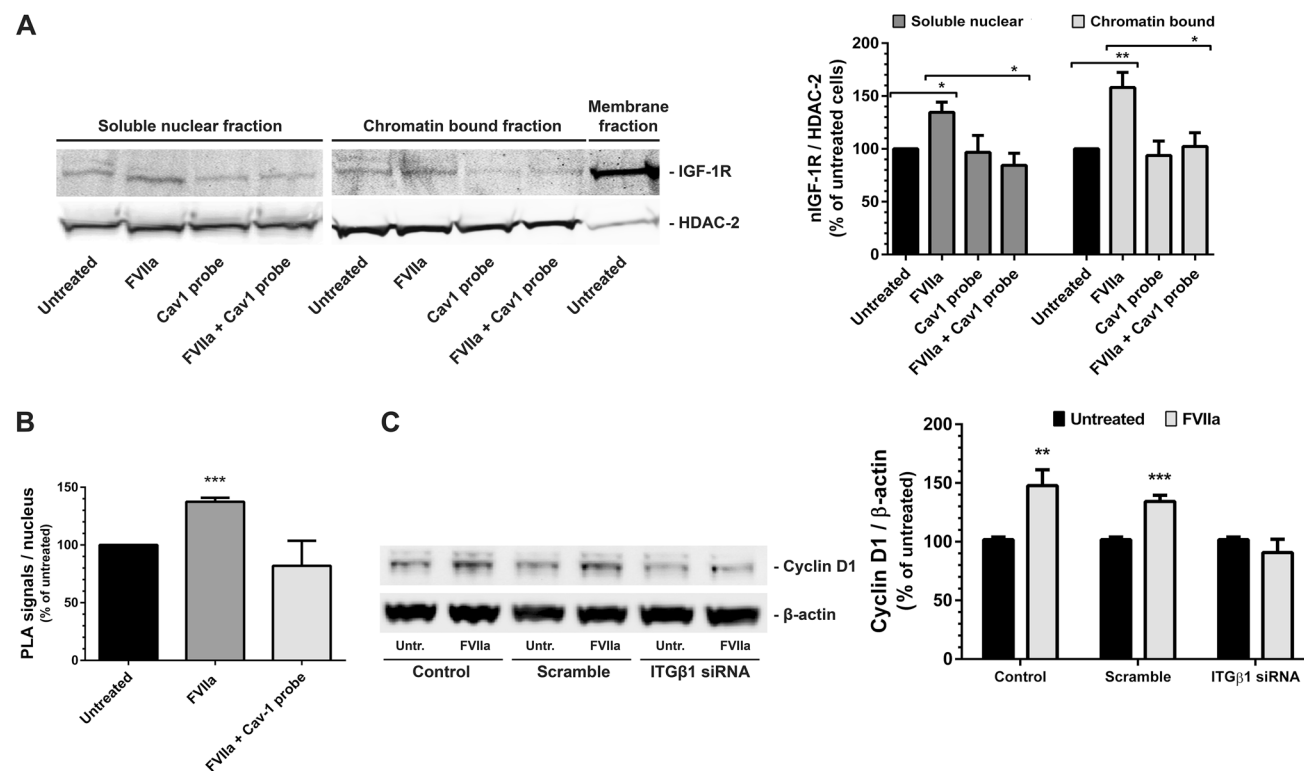 A
Soluble nuclear fraction
Chromatin bound fraction
Membrane
fraction
- IGF-1R
- HDAC-2
Untreated
FVIIa
Cav1 probe
FVIIa + Cav1 probe
Untreated
FVIIa
Cav1 probe
FVIIa + Cav1 probe
Untreated
Soluble nuclear
Chromatin bound
nIGF-1R / HDAC-2
(% of untreated cells)
200
150
100
50
0
*
*
**
*
Untreated
FVIIa
Cav1 probe
FVIIa + Cav1 probe
Untreated
FVIIa
Cav1 probe
FVIIa + Cav1 probe
B
PLA signals / nucleus
(% of untreated)
150
100
50
0
***
Untreated
FVIIa
FVIIa + Cav-1 probe
C
- Cyclin D1
- β-actin
Untr. FVIIa Untr. FVIIa Untr. FVIIa
Control Scramble ITGβ1 siRNA
Untreated
FVIIa
Cyclin D1 / β-actin
(% of untreated)
200
150
100
50
0
**
***
Control Scramble ITGβ1 siRNA